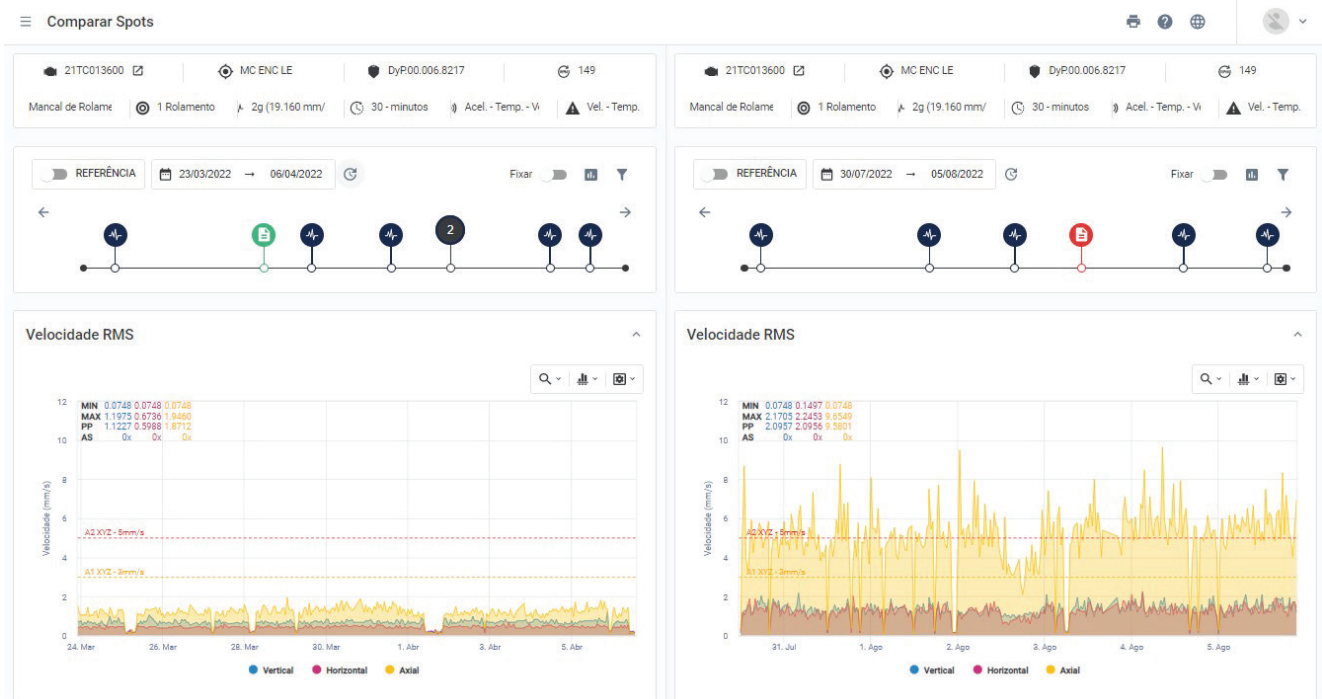 Comparar Spots
21TC013600 MC ENC LE DyP.00.006.8217 149
Mancal de Rolame 1 Rolamento 2g (19.160 mm/ 30 - minutos Acel. - Temp. - V Vel. - Temp.
REFERÊNCIA 23/03/2022 → 06/04/2022 Fixar
2
Velocidade RMS
12
10
8
6
4
2
0
Velocidade (mm/s)
MIN 0.0748 0.0748 0.0748
MAX 1.1975 0.6736 1.9460
PP 1.1227 0.5988 1.8712
AS 0x 0x 0x
A2 XYZ - 5mm/s
A1 XYZ - 3mm/s
24. Mar 26. Mar 28. Mar 30. Mar 1. Abr 3. Abr 5. Abr
Vertical Horizontal Axial
21TC013600 MC ENC LE DyP.00.006.8217 149
Mancal de Rolame 1 Rolamento 2g (19.160 mm/ 30 - minutos Acel. - Temp. - V Vel. - Temp.
REFERÊNCIA 30/07/2022 → 05/08/2022 Fixar
Velocidade RMS
12
10
8
6
4
2
0
Velocidade (mm/s)
MIN 0.0748 0.1497 0.0748
MAX 2.1705 2.2453 9.6549
PP 2.0957 2.0956 9.5801
AS 0x 0x 0x
A2 XYZ - 5mm/s
A1 XYZ - 3mm/s
31. Jul 1. Ago 2. Ago 3. Ago 4. Ago 5. Ago
Vertical Horizontal Axial